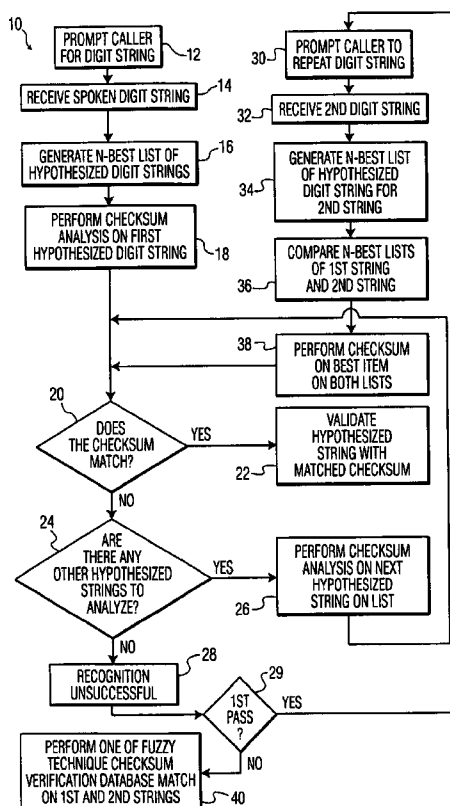 10
PROMPT CALLER
FOR DIGIT STRING
12
RECEIVE SPOKEN DIGIT STRING
14
GENERATE N-BEST LIST OF
HYPOTHESIZED DIGIT STRINGS
16
PERFORM CHECKSUM
ANALYSIS ON FIRST
HYPOTHESIZED DIGIT STRING
18
20
DOES
THE CHECKSUM
MATCH?
YES
NO
VALIDATE
HYPOTHESIZED
STRING WITH
MATCHED CHECKSUM
22
24
ARE
THERE ANY
OTHER HYPOTHESIZED
STRINGS TO
ANALYZE?
YES
NO
PERFORM CHECKSUM
ANALYSIS ON NEXT
HYPOTHESIZED
STRING ON LIST
26
RECOGNITION
UNSUCCESSFUL
28
29
1ST
PASS
?
YES
NO
PROMPT CALLER TO
REPEAT DIGIT STRING
30
RECEIVE 2ND DIGIT STRING
32
GENERATE N-BEST LIST
OF HYPOTHESIZED
DIGIT STRING FOR
2ND STRING
34
COMPARE N-BEST LISTS
OF 1ST STRING
AND 2ND STRING
36
38
PERFORM CHECKSUM
ON BEST ITEM
ON BOTH LISTS
PERFORM ONE OF FUZZY
TECHNIQUE CHECKSUM
VERIFICATION DATABASE MATCH
ON 1ST AND 2ND STRINGS
40